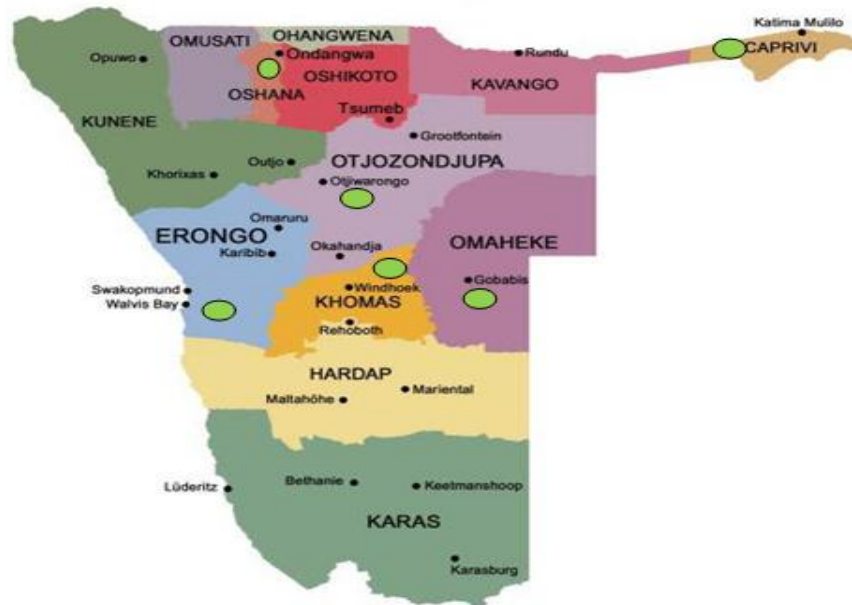 Katima Mulilo
OHANGWENA
OMUSATI
CAPRIVI
Ondangwa
Rundu
Opuwo
OSHIKOTO
KAVANGO
OSHANA
Tsumeb
KUNENE
Grootfontein
Outjo
OTJOZONDJUPA
Khorixas
Otjiwarongo
Omaruru
ERONGO
OMAHEKE
Okahandja
Karibib
Gobabis
Swakopmund
Windhoek
Walvis Bay
KHOMAS
Rehoboth
HARDAP
Mariental
Maltahöhe
Bethanie
Keetmanshoop
Lüderitz
KARAS
Karasburg